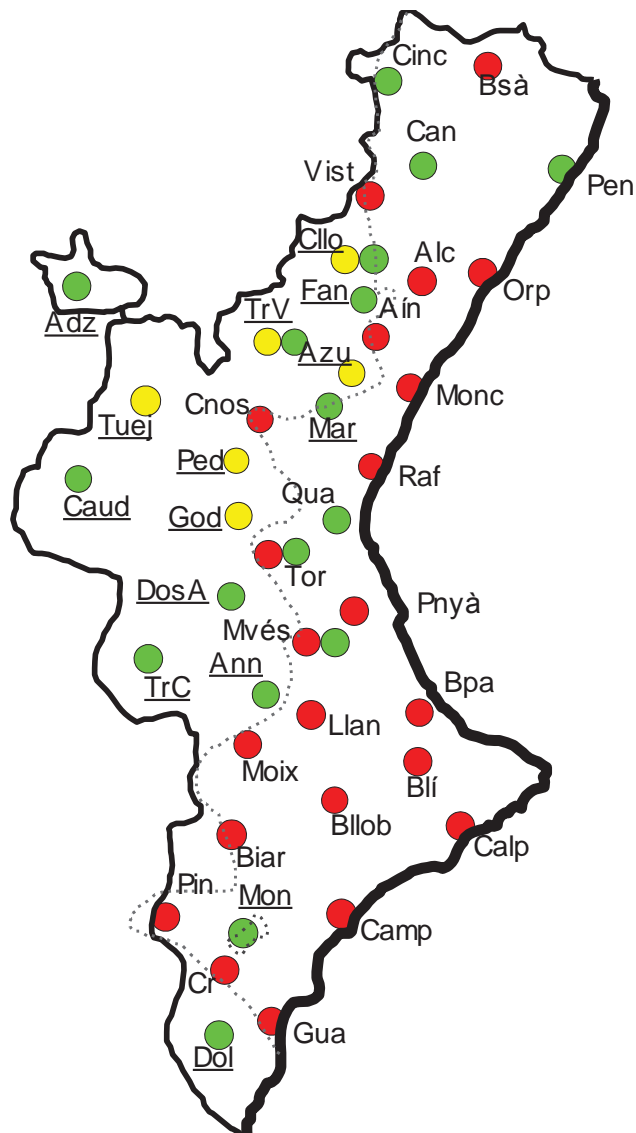 Cinc
Bsà
Can
Pen
Vist
Cllo
Alc
Orp
Fan
Adz
TrV
Aín
Azu
Monc
Tuej
Cnos
Mar
Ped
Raf
Caud
Qua
God
Tor
DosA
Pnyà
Mvés
Ann
TrC
Bpa
Llan
Moix
Blí
Bllob
Calp
Biar
Pin
Mon
Camp
Cr
Gua
Dol